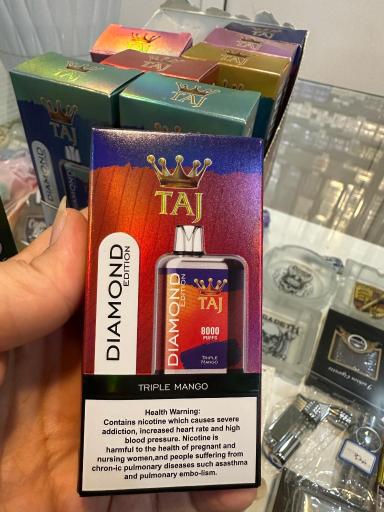 TAJ
DIAMOND
TAJ
TAJ
TAJ
DIAMOND
EDITION
DIAMOND
EDITION
TAJ
8000
PUFFS
TRIPLE
MANGO
TRIPLE MANGO
Health Warning:
Contains nicotine which causes severe
addiction, increased heart rate and high
blood pressure. Nicotine is
harmful to the health of pregnant and
nursing women,and people suffering from
chron-ic pulmonary diseases such asasthma
and pulmonary embo-lism.